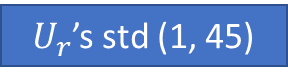 U_r's std (1, 45)